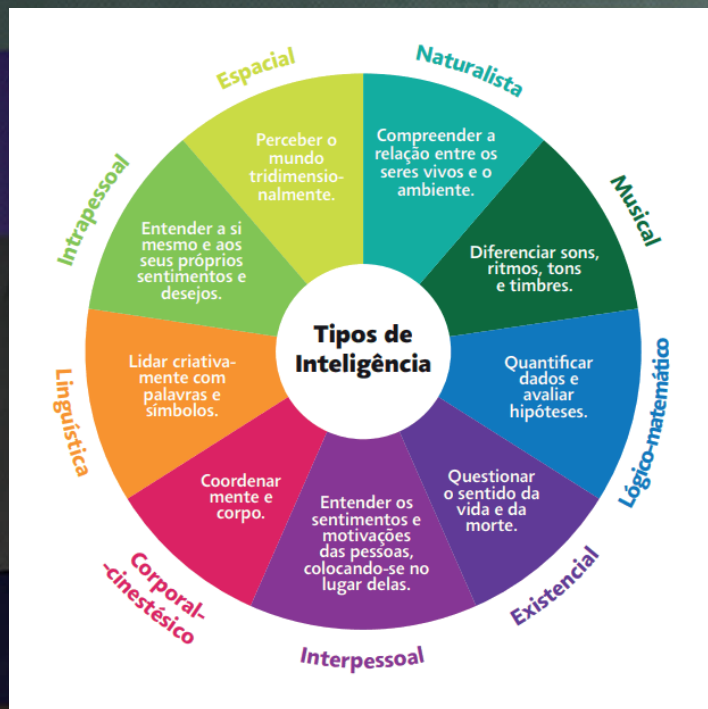 Tipos de
Inteligência
Naturalista
Compreender a
relação entre os
seres vivos e o
ambiente.
Musical
Diferenciar sons,
ritmos, tons
e timbres.
Lógico-matemático
Quantificar
dados e
avaliar
hipóteses.
Existencial
Questionar
o sentido da
vida e da
morte.
Interpessoal
Entender os
sentimentos e
motivações
das pessoas,
colocando-se no
lugar delas.
Corporal-
-cinestésico
Coordenar
mente e
corpo.
Linguística
Lidar criativa-
mente com
palavras e
símbolos.
Intrapessoal
Entender a si
mesmo e aos
seus próprios
sentimentos e
desejos.
Espacial
Perceber o
mundo
tridimensio-
nalmente.